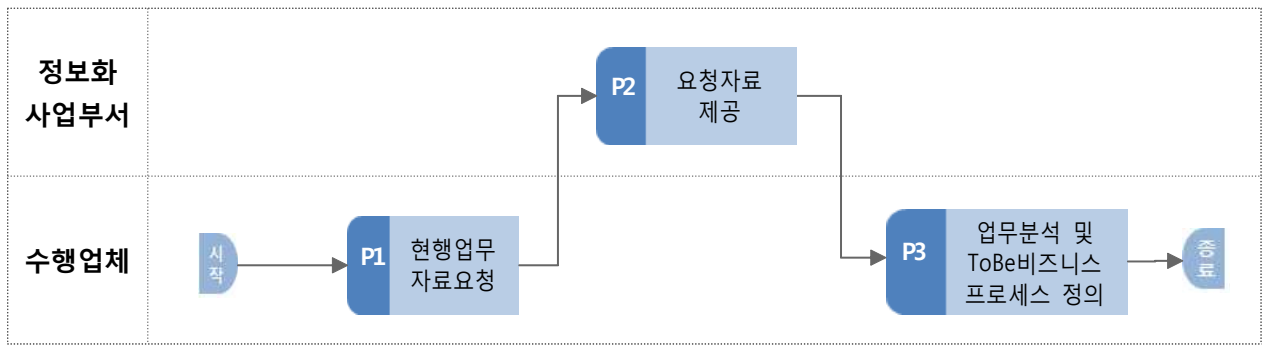 정보화
사업부서
P2
요청자료
제공
수행업체
시
작
P1
현행업무
자료요청
P3
업무분석 및
ToBe비즈니스
프로세스 정의
종
료